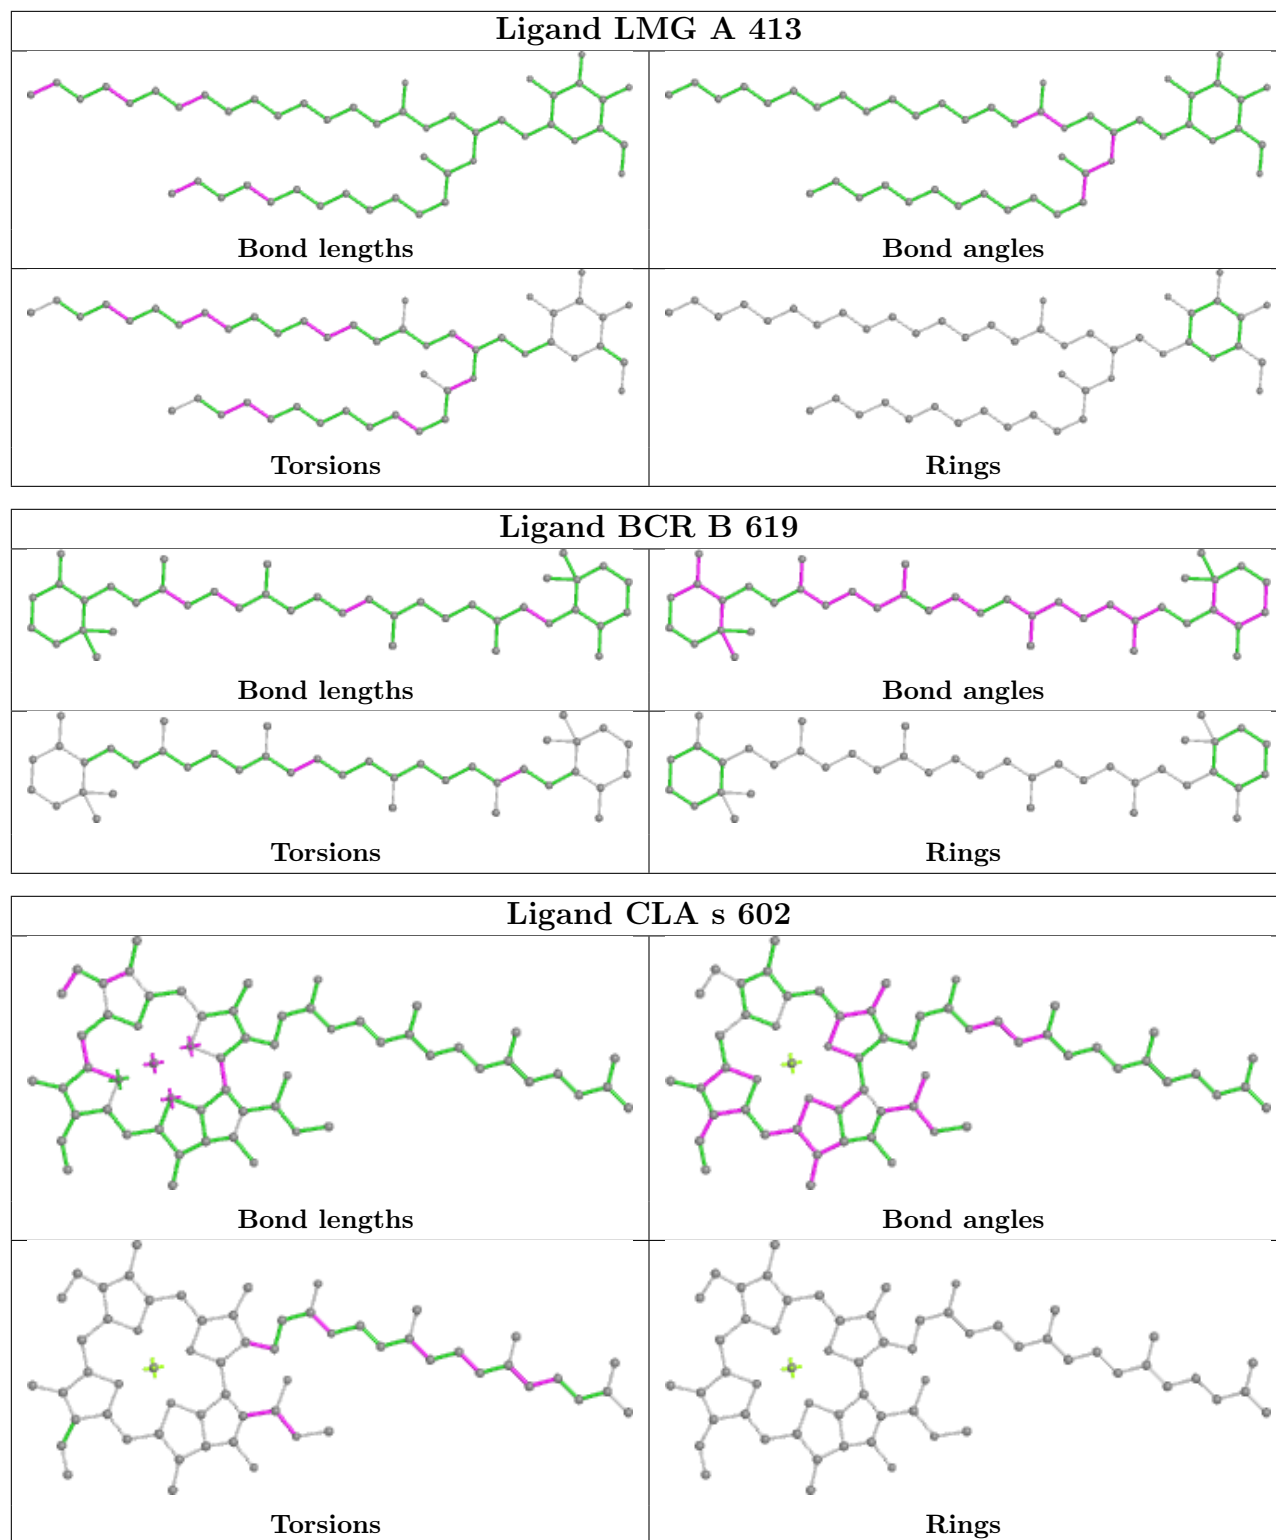 Ligand LMG A 413
Bond lengths
Bond angles
Torsions
Rings
Ligand BCR B 619
Bond lengths
Bond angles
Torsions
Rings
Ligand CLA s 602
Bond lengths
Bond angles
Torsions
Rings